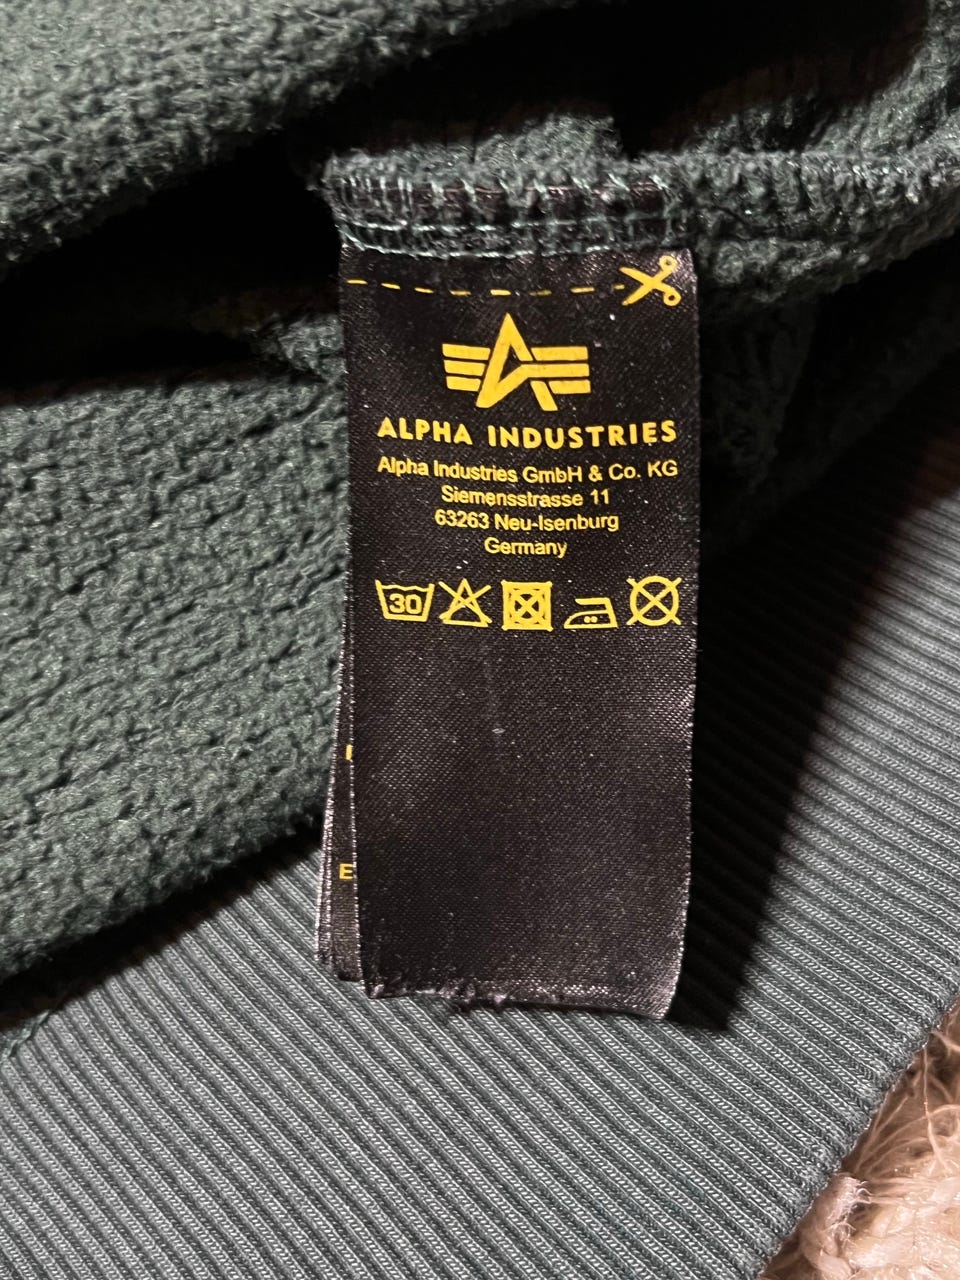 ALPHA INDUSTRIES
Alpha Industries GmbH & Co. KG
Siemensstrasse 11
63263 Neu-Isenburg
Germany
30
E